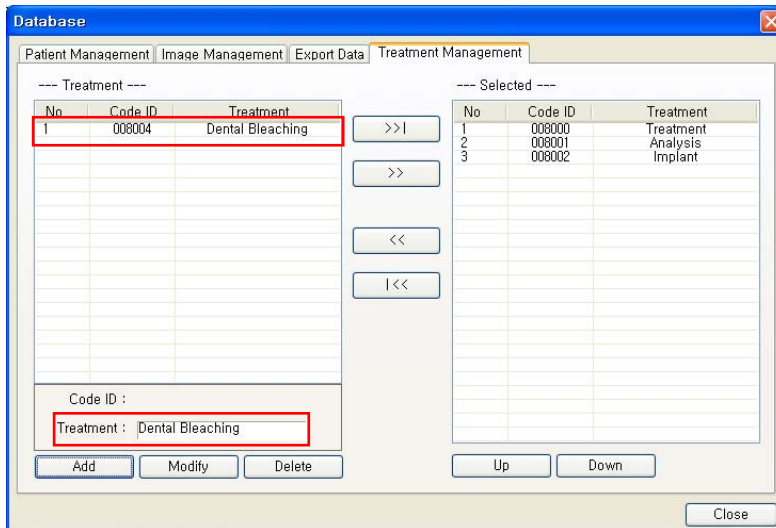 Database
Patient Management Image Management Export Data Treatment Management
--- Treatment ---
No Code ID Treatment
1 008004 Dental Bleaching
>>|
>>
<<
|<<
Code ID :
Treatment : Dental Bleaching
Add Modify Delete
--- Selected ---
No Code ID Treatment
1 008000 Treatment
2 008001 Analysis
3 008002 Implant
Up Down
Close